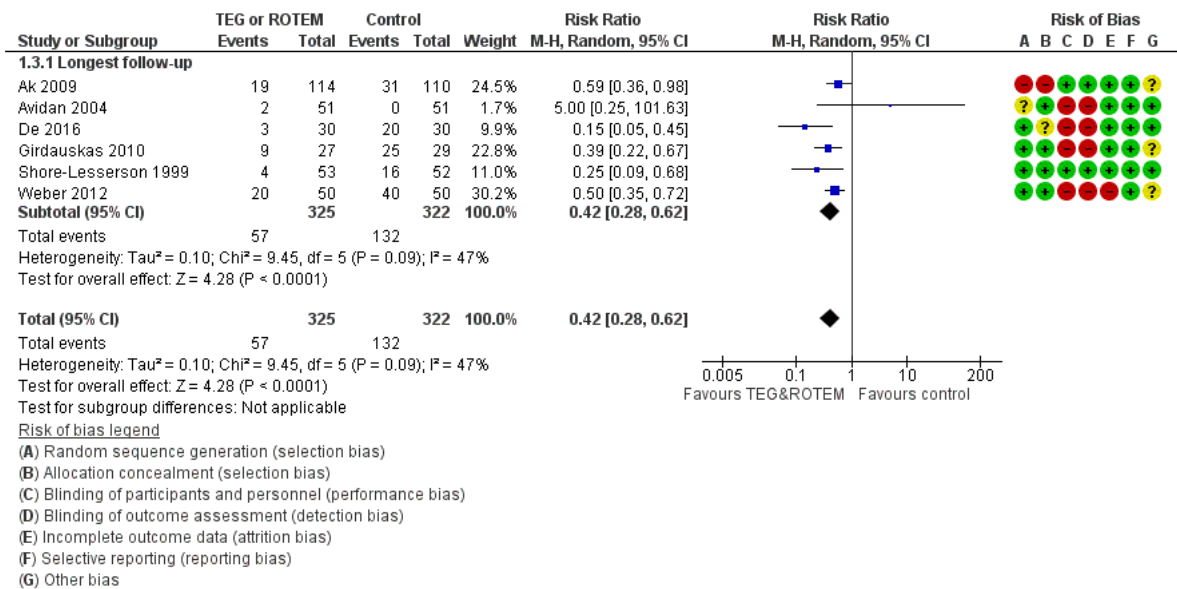 TEG or ROTEM Control Risk Ratio Risk Ratio Risk of Bias
Study or Subgroup Events Total Events Total Weight M-H, Random, 95% CI M-H, Random, 95% CI A B C D E F G
1.3.1 Longest follow-up
Ak 2009 19 114 31 110 24.5% 0.59 [0.36, 0.98] - - + + + + ?
Avidan 2004 2 51 0 51 1.7% 5.00 [0.25, 101.63] ? + - - + + +
De 2016 3 30 20 30 9.9% 0.15 [0.05, 0.45] + ? - - + + +
Girdauskas 2010 9 27 25 29 22.8% 0.39 [0.22, 0.67] + + - - + + ?
Shore-Lesserson 1999 4 53 16 52 11.0% 0.25 [0.09, 0.68] + + + + + + +
Weber 2012 20 50 40 50 30.2% 0.50 [0.35, 0.72] + + - - - + ?
Subtotal (95% CI) 325 322 100.0% 0.42 [0.28, 0.62]
Total events 57 132
Heterogeneity: Tau² = 0.10; Chi² = 9.45, df = 5 (P = 0.09); I² = 47%
Test for overall effect: Z = 4.28 (P < 0.0001)
Total (95% CI) 325 322 100.0% 0.42 [0.28, 0.62]
Total events 57 132
Heterogeneity: Tau² = 0.10; Chi² = 9.45, df = 5 (P = 0.09); I² = 47%
Test for overall effect: Z = 4.28 (P < 0.0001)
Test for subgroup differences: Not applicable
0.005 0.1 1 10 200
Favours TEG&ROTEM Favours control
Risk of bias legend
(A) Random sequence generation (selection bias)
(B) Allocation concealment (selection bias)
(C) Blinding of participants and personnel (performance bias)
(D) Blinding of outcome assessment (detection bias)
(E) Incomplete outcome data (attrition bias)
(F) Selective reporting (reporting bias)
(G) Other bias